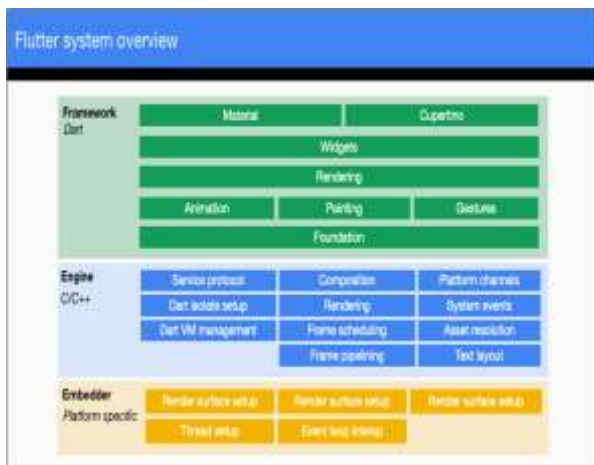 Flutter system overview
Framework
Dart
Material Cupertino
Widgets
Rendering
Animation Painting Gestures
Foundation
Engine
C/C++
Service protocol Composition Platform channels
Dart isolate setup Rendering System events
Dart VM management Frame scheduling Asset resolution
Frame pipelining Text layout
Embedder
Platform specific
Render surface setup Render surface setup Render surface setup
Thread setup Event loop interop